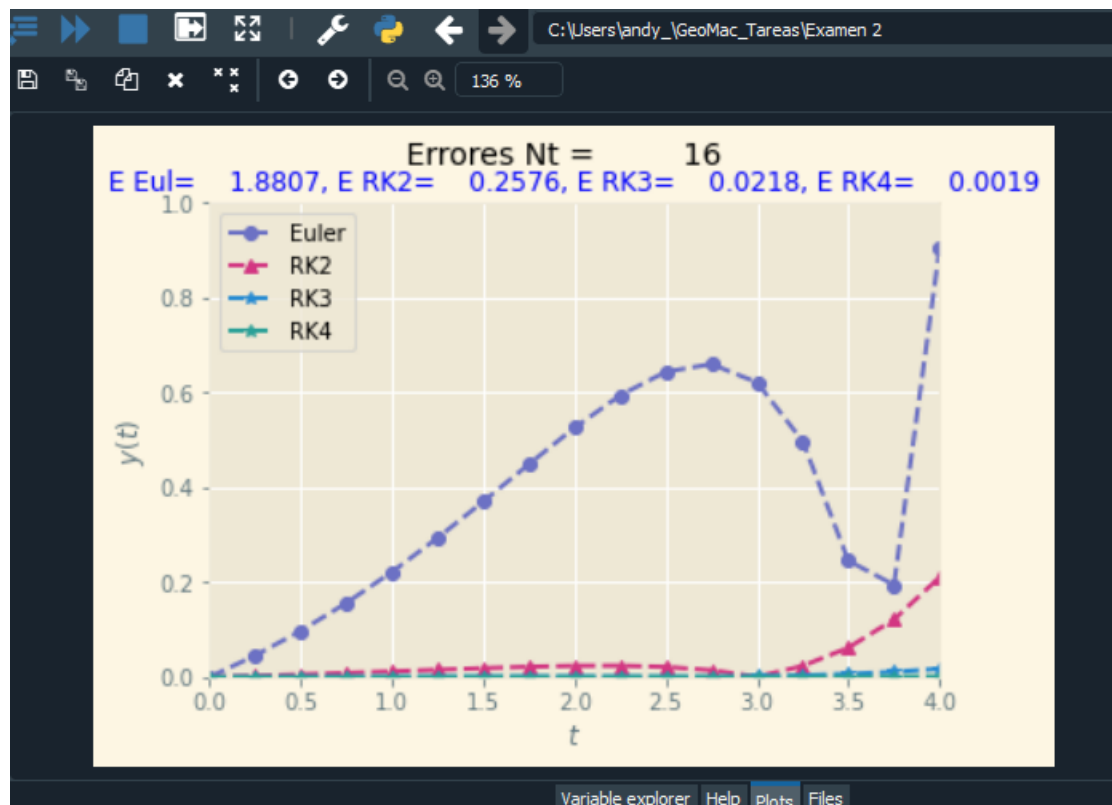 C:\Users\andy_\GeoMac_Tareas\Examen 2
136 %
Errores Nt = 16
E Eul= 1.8807, E RK2= 0.2576, E RK3= 0.0218, E RK4= 0.0019
Euler
RK2
RK3
RK4
1.0
0.8
0.6
0.4
0.2
0.0
y(t)
0.0 0.5 1.0 1.5 2.0 2.5 3.0 3.5 4.0
t
Variable explorer Help Plots Files